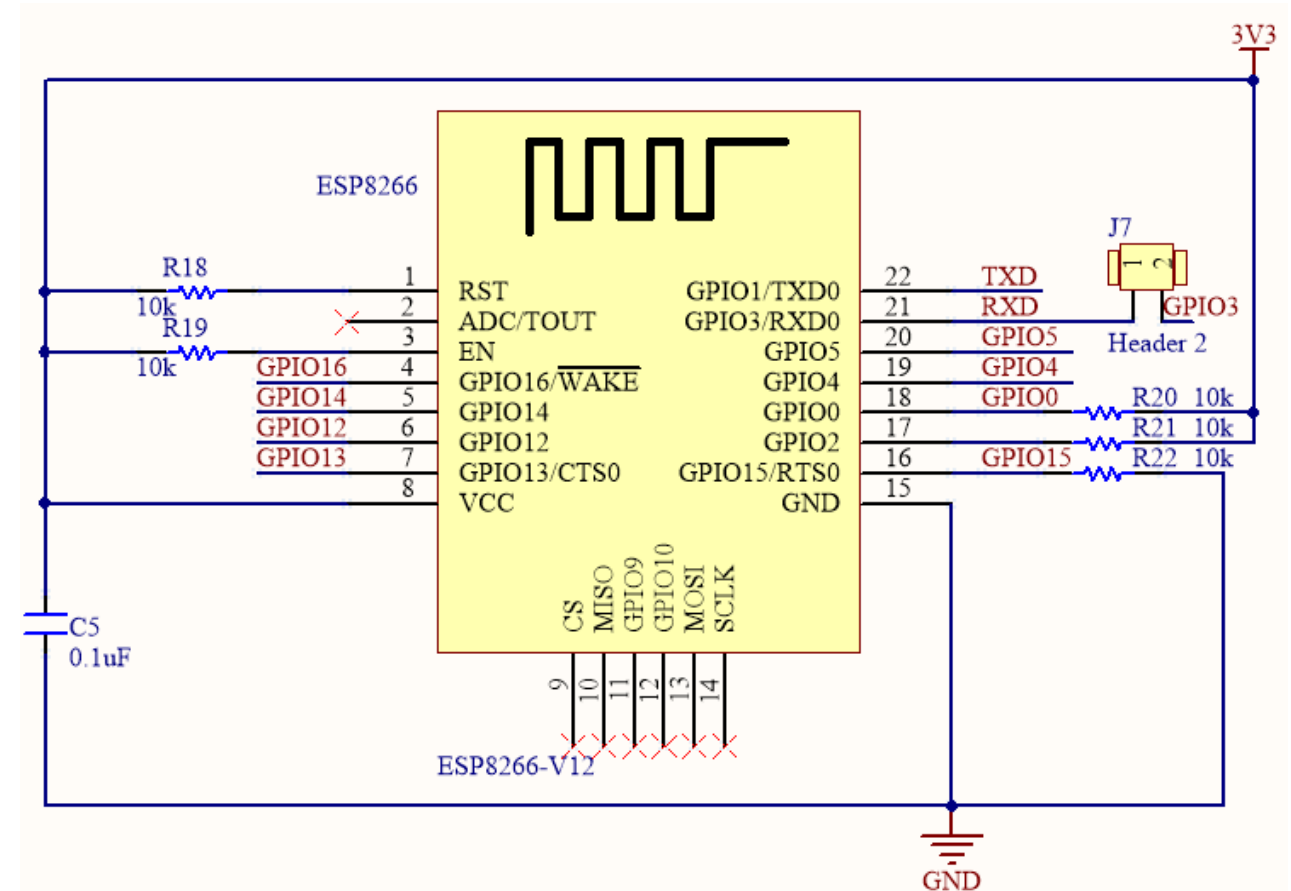 3V3
ESP8266
J7
1 2
R18
10k
R19
10k
1 RST
2 ADC/TOUT
3 EN
GPIO16 4 GPIO16/WAKE
GPIO14 5 GPIO14
GPIO12 6 GPIO12
GPIO13 7 GPIO13/CTS0
8 VCC
GPIO1/TXD0 22 TXD
GPIO3/RXD0 21 RXD
GPIO3
Header 2
GPIO5 20 GPIO5
GPIO4 19 GPIO4
GPIO0 18 GPIO0 R20 10k
GPIO2 17 R21 10k
GPIO15/RTS0 16 GPIO15 R22 10k
GND 15
CS MISO GPIO9 GPIO10 MOSI SCLK
9 10 11 12 13 14
C5
0.1uF
ESP8266-V12
GND